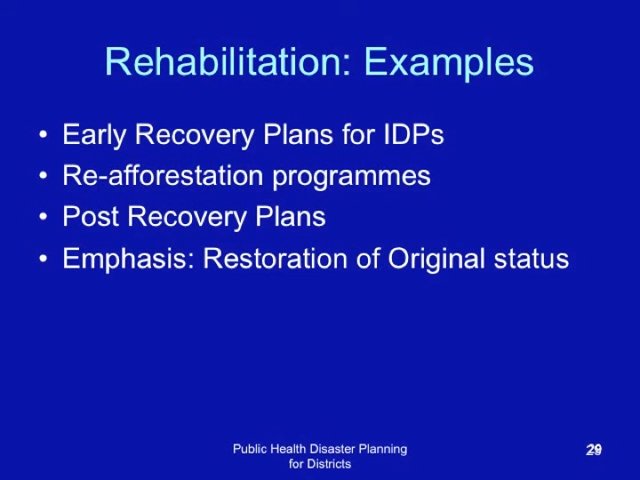 Rehabilitation: Examples
• Early Recovery Plans for IDPs
• Re-afforestation programmes
• Post Recovery Plans
• Emphasis: Restoration of Original status
Public Health Disaster Planning
for Districts
29